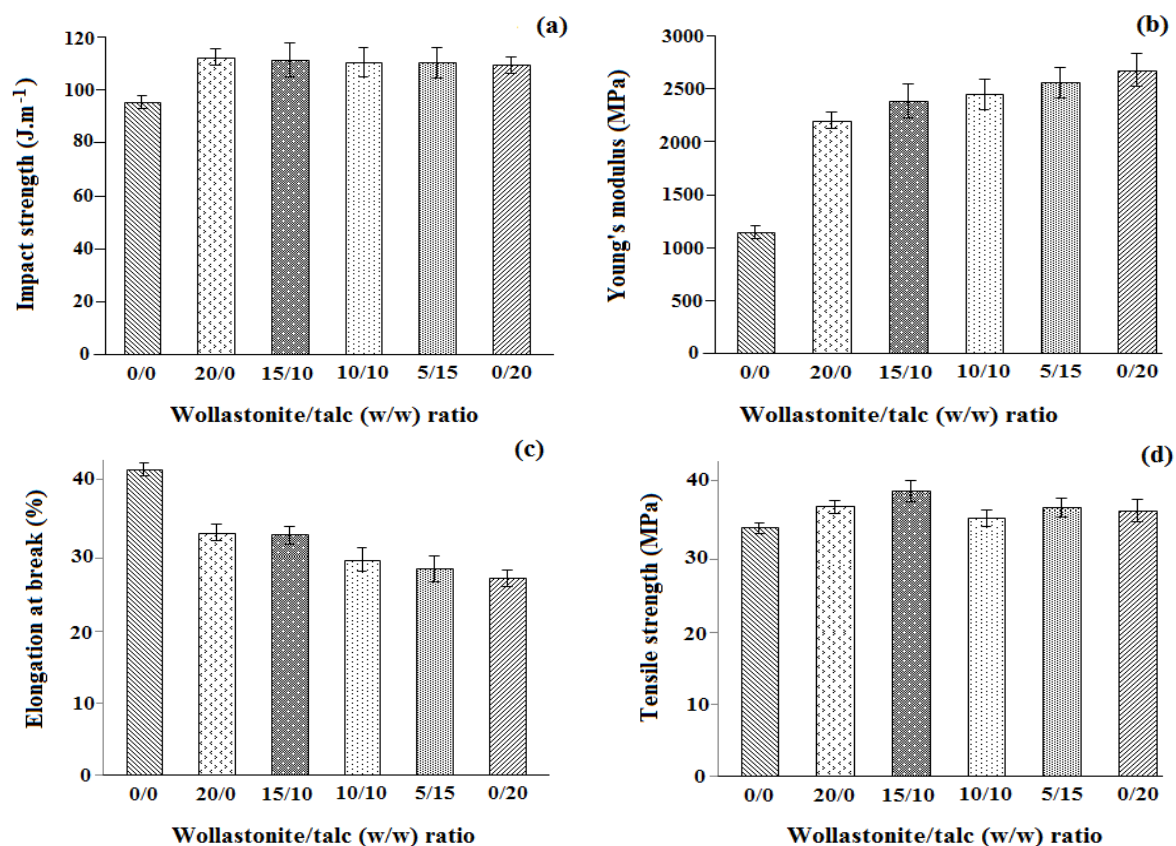 (a)
Impact strength (J.m⁻¹)
120
100
80
60
40
20
0
0/0 20/0 15/10 10/10 5/15 0/20
Wollastonite/talc (w/w) ratio
(b)
Young's modulus (MPa)
3000
2500
2000
1500
1000
500
0
0/0 20/0 15/10 10/10 5/15 0/20
Wollastonite/talc (w/w) ratio
(c)
Elongation at break (%)
40
30
20
10
0
0/0 20/0 15/10 10/10 5/15 0/20
Wollastonite/talc (w/w) ratio
(d)
Tensile strength (MPa)
40
30
20
10
0
0/0 20/0 15/10 10/10 5/15 0/20
Wollastonite/talc (w/w) ratio